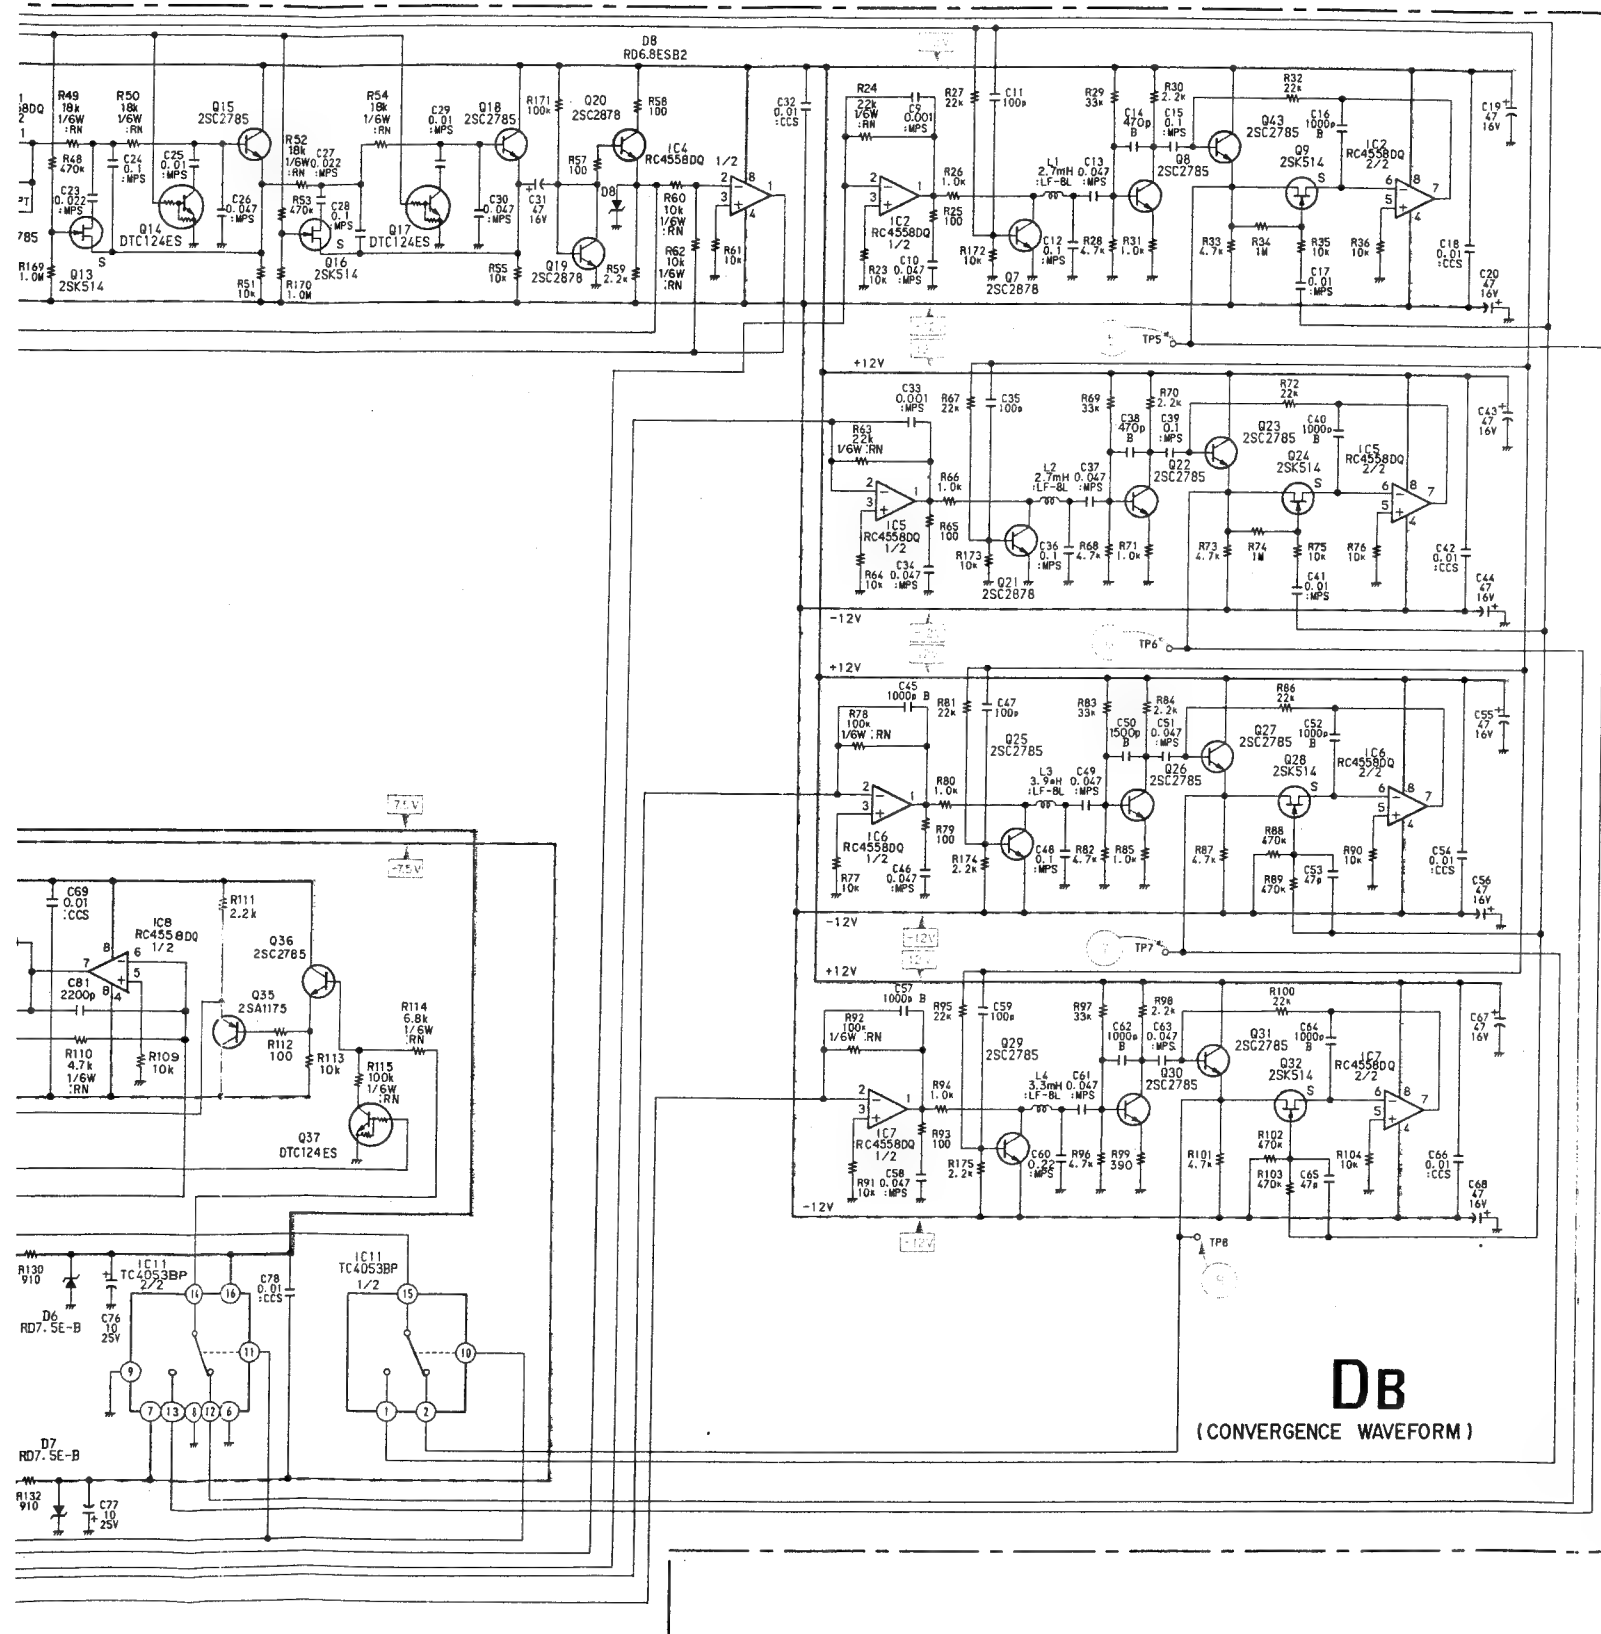 D8
RD6.8ESB2
R49
18k
1/6W
:RN
R50
18k
1/6W
:RN
Q15
2SC2785
R54
18k
1/6W
:RN
C29
0.01
:MPS
Q18
2SC2785
R171
100k
Q20
2SC2878
R58
100
C32
0.01
:CCS
R24
22k
1/6W
:RN
C9
0.001
:MPS
R27
22k
C11
100p
R29
33k
C14
470p
B
R30
2.2k
C15
0.1
:MPS
R32
22k
C16
1000p
B
Q43
2SC2785
Q9
2SK514
IC2
RC4558DQ
2/2
C19
47
16V
R48
470k
C24
0.1
:MPS
C25
0.01
:MPS
R52
18k
1/6W
:RN
C27
0.022
:MPS
R57
100
IC4
RC4558DQ
1/2
C23
0.022
:MPS
C26
0.047
:MPS
R53
470k
C28
0.1
:MPS
C30
0.047
:MPS
C31
47
16V
D8
R60
10k
1/6W
:RN
R62
10k
1/6W
:RN
R61
10k
Q14
DTC124ES
Q17
DTC124ES
S
Q16
2SK514
S
Q13
2SK514
R169
1.0M
R51
10k
R170
1.0M
R55
10k
Q19
2SC2878
R59
2.2k
IC2
RC4558DQ
1/2
R26
1.0k
R25
100
R23
10k
C10
0.047
:MPS
R172
10k
Q7
2SC2878
L1
2.7mH
:LF-8L
C13
0.047
:MPS
C12
0.1
:MPS
R28
4.7k
R31
1.0k
Q8
2SC2785
S
R33
4.7k
R34
1M
R35
10k
C17
0.01
:MPS
R36
10k
C18
0.01
:CCS
C20
47
16V
TP5
+12V
C33
0.001
:MPS
R63
22k
1/6W :RN
R67
22k
C35
100p
R69
33k
C38
470p
B
R70
2.2k
C39
0.1
:MPS
R72
22k
C40
1000p
B
Q23
2SC2785
Q24
2SK514
IC5
RC4558DQ
2/2
C43
47
16V
IC5
RC4558DQ
1/2
R66
1.0k
R65
100
R64
10k
C34
0.047
:MPS
R173
10k
Q21
2SC2878
L2
2.7mH
:LF-8L
C37
0.047
:MPS
C36
0.1
:MPS
R68
4.7k
R71
1.0k
Q22
2SC2785
S
R73
4.7k
R74
1M
R75
10k
C41
0.01
:MPS
R76
10k
C42
0.01
:CCS
C44
47
16V
-12V
TP6
+12V
C45
1000p B
R78
100k
1/6W :RN
R81
22k
C47
100p
Q25
2SC2785
R83
33k
C50
1500p
B
R84
2.2k
C51
0.047
:MPS
R86
22k
C52
1000p
B
Q27
2SC2785
Q28
2SK514
IC6
RC4558DQ
2/2
C55
47
16V
IC6
RC4558DQ
1/2
R80
1.0k
R79
100
R77
10k
C46
0.047
:MPS
R174
2.2k
L3
3.9mH
:LF-8L
C49
0.047
:MPS
C48
0.1
:MPS
R82
4.7k
R85
1.0k
Q26
2SC2785
S
R87
4.7k
R88
470k
R89
470k
C53
47p
R90
10k
C54
0.01
:CCS
C56
47
16V
-12V
-12V
TP7
+12V
C57
1000p B
R92
100k
1/6W :RN
R95
22k
C59
100p
Q29
2SC2785
R97
33k
C62
1000p
B
R98
2.2k
C63
0.047
:MPS
R100
22k
C64
1000p
B
Q31
2SC2785
Q32
2SK514
IC7
RC4558DQ
2/2
C67
47
16V
IC7
RC4558DQ
1/2
R94
1.0k
R93
100
R91
10k
C58
0.047
:MPS
R175
2.2k
L4
3.3mH
:LF-8L
C61
0.047
:MPS
C60
0.22
:MPS
R96
4.7k
R99
390
Q30
2SC2785
S
R101
4.7k
R102
470k
R103
470k
C65
47p
R104
10k
C66
0.01
:CCS
C68
47
16V
-12V
-12V
TP8
-7.5V
C69
0.01
:CCS
IC8
RC4558DQ
1/2
R111
2.2k
Q36
2SC2785
C81
2200p
Q35
2SA1175
R112
100
R113
10k
R114
6.8k
1/6W
:RN
R110
4.7k
1/6W
:RN
R109
10k
R115
100k
1/6W
:RN
Q37
DTC124ES
R130
910
D6
RD7.5E-B
C76
10
25V
IC11
TC4053BP
2/2
C78
0.01
:CCS
IC11
TC4053BP
1/2
14
16
11
9
7
13
8
12
6
15
10
1
2
D7
RD7.5E-B
R132
910
C77
10
25V
DB
(CONVERGENCE WAVEFORM)